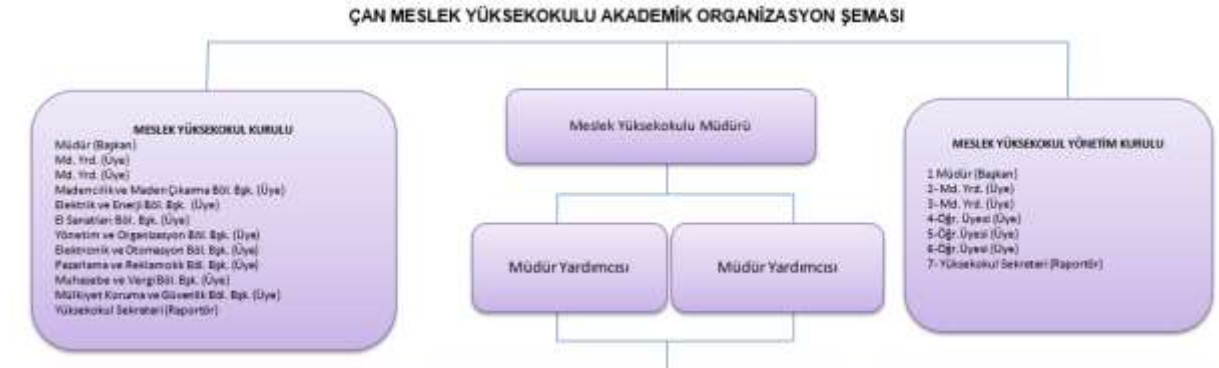 ÇAN MESLEK YÜKSEKOKULU AKADEMİK ORGANİZASYON ŞEMASI
MESLEK YÜKSEKOKUL KURULU
Müdür (Başkan)
Md. Yrd. (Üye)
Md. Yrd. (Üye)
Madencilik ve Maden Çıkarma Böl. Bşk. (Üye)
Elektrik ve Enerji Böl. Bşk. (Üye)
El Sanatları Böl. Bşk. (Üye)
Yönetim ve Organizasyon Böl. Bşk. (Üye)
Elektronik ve Otomasyon Böl. Bşk. (Üye)
Pazarlama ve Reklamcılık Böl. Bşk. (Üye)
Muhasebe ve Vergi Böl. Bşk. (Üye)
Mülkiyet Koruma ve Güvenlik Böl. Bşk. (Üye)
Yüksekokul Sekreteri (Raportör)
Meslek Yüksekokulu Müdürü
Müdür Yardımcısı
Müdür Yardımcısı
MESLEK YÜKSEKOKUL YÖNETİM KURULU
1 Müdür (Başkan)
2- Md. Yrd. (Üye)
3- Md. Yrd. (Üye)
4-Öğr. Üyesi (Üye)
5-Öğr. Üyesi (Üye)
6-Öğr. Üyesi (Üye)
7- Yüksekokul Sekreteri (Raportör)